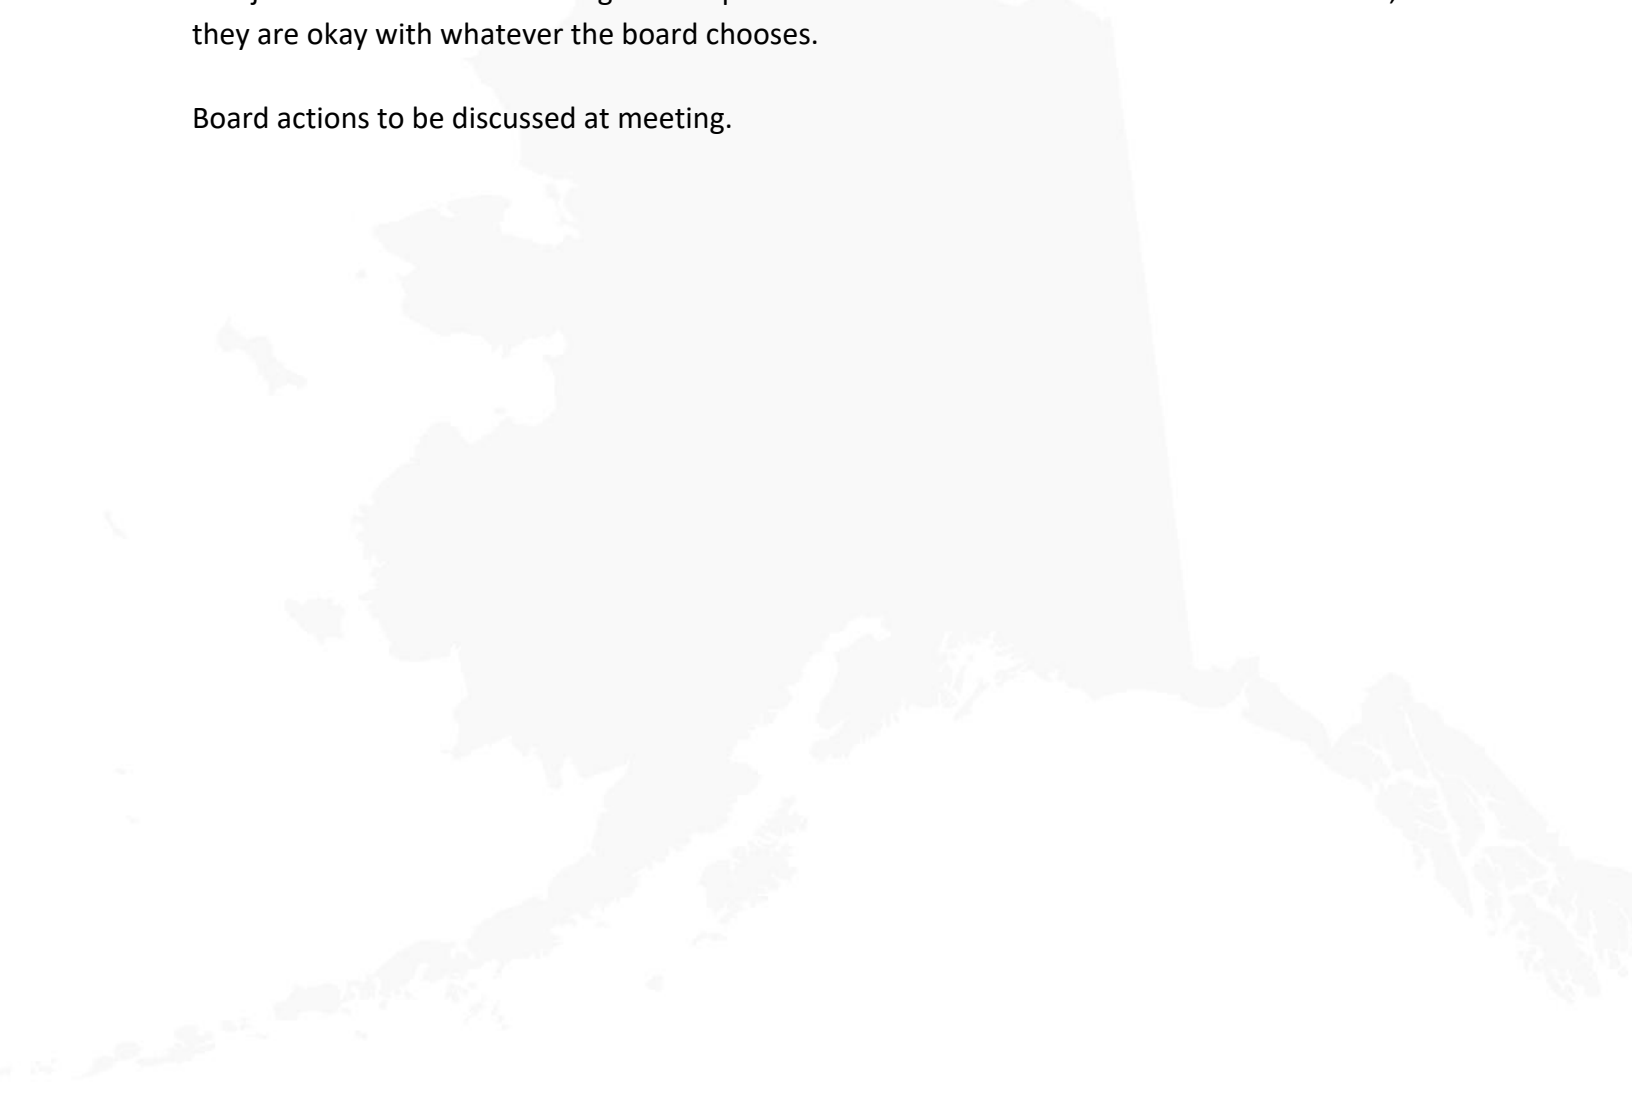 they are okay with whatever the board chooses.
Board actions to be discussed at meeting.